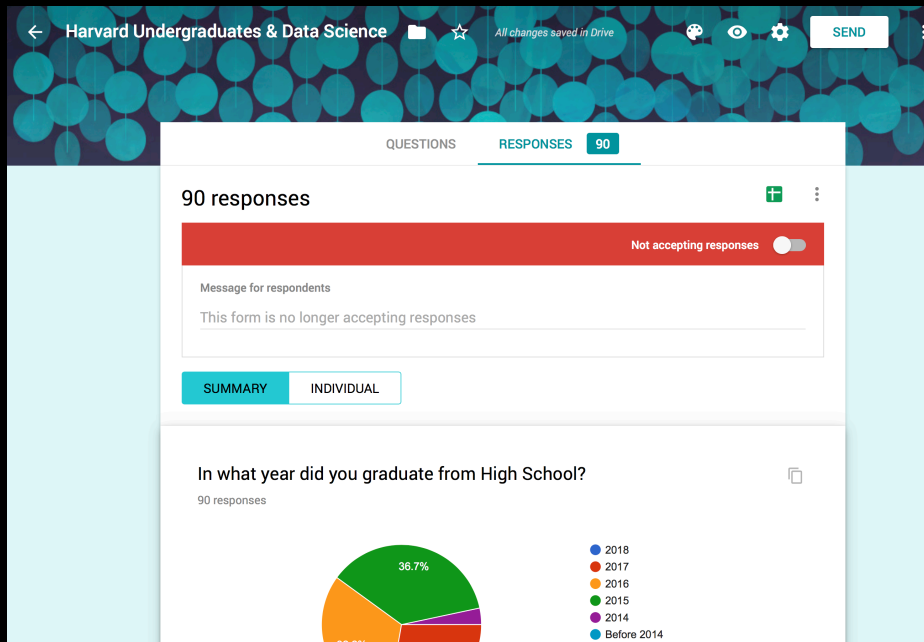 Harvard Undergraduates & Data Science
All changes saved in Drive
SEND
QUESTIONS
RESPONSES 90
90 responses
Not accepting responses
Message for respondents
This form is no longer accepting responses
SUMMARY
INDIVIDUAL
In what year did you graduate from High School?
90 responses
36.7%
2018
2017
2016
2015
2014
Before 2014